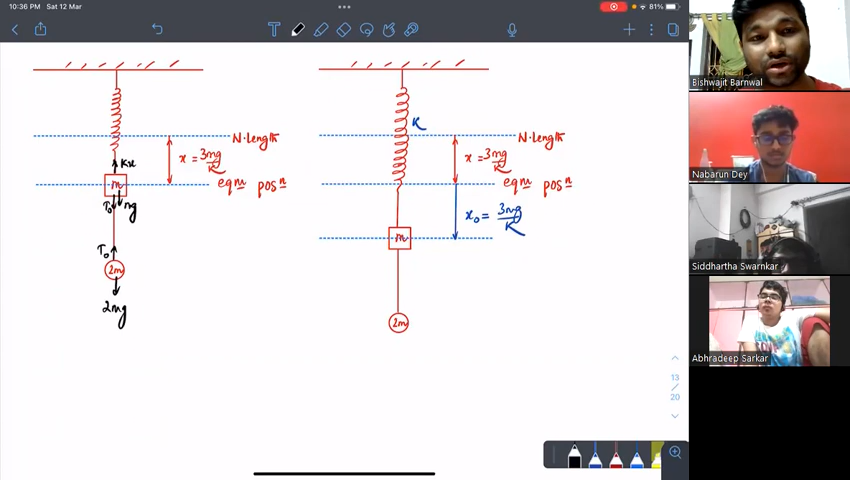 10:36 PM Sat 12 Mar
81%
N.length
x = 3mg/K
eqm posn
Kx
m
T₀
mg
T₀
2m
2mg
K
N.length
x = 3mg/K
eqm posn
x₀ = 3mg/K
m
2m
13
20
Bishwajit Barnwal
Nabarun Dey
Siddhartha Swarnkar
Abhradeep Sarkar